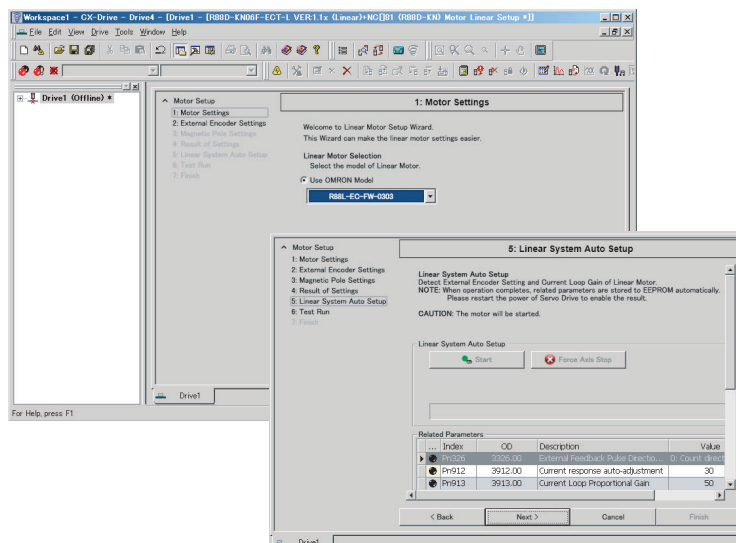 Workspace1 - CX-Drive - Drive4 - [Drive1 - [R88D-KN06F-ECT-L VER:1.1x (Linear)+NG[]81 (R88D-KN) Motor Linear Setup *]]
File Edit View Drive Tools Window Help
Drive1 (Offline) *
Motor Setup
1: Motor Settings
2: External Encoder Settings
3: Magnetic Pole Settings
4: Result of Settings
5: Linear System Auto Setup
6: Test Run
7: Finish
1: Motor Settings
Welcome to Linear Motor Setup Wizard.
This Wizard can make the linear motor settings easier.
Linear Motor Selection
Select the model of Linear Motor.
Use OMRON Model
R88L-EC-FW-0303
Drive1
For Help, press F1
Motor Setup
1: Motor Settings
2: External Encoder Settings
3: Magnetic Pole Settings
4: Result of Settings
5: Linear System Auto Setup
6: Test Run
7: Finish
5: Linear System Auto Setup
Linear System Auto Setup
Detect External Encoder Setting and Current Loop Gain of Linear Motor.
NOTE: When operation completes, related parameters are stored to EEPROM automatically.
Please restart the power of Servo Drive to enable the result.
CAUTION: The motor will be started.
Linear System Auto Setup
Start Force Axis Stop
Related Parameters
... Index OD Description Value
Pn326 3326.00 External Feedback Pulse Directio... 0: Count direct
Pn912 3912.00 Current response auto-adjustment 30
Pn913 3913.00 Current Loop Proportional Gain 50
< Back Next > Cancel Finish
Drive1